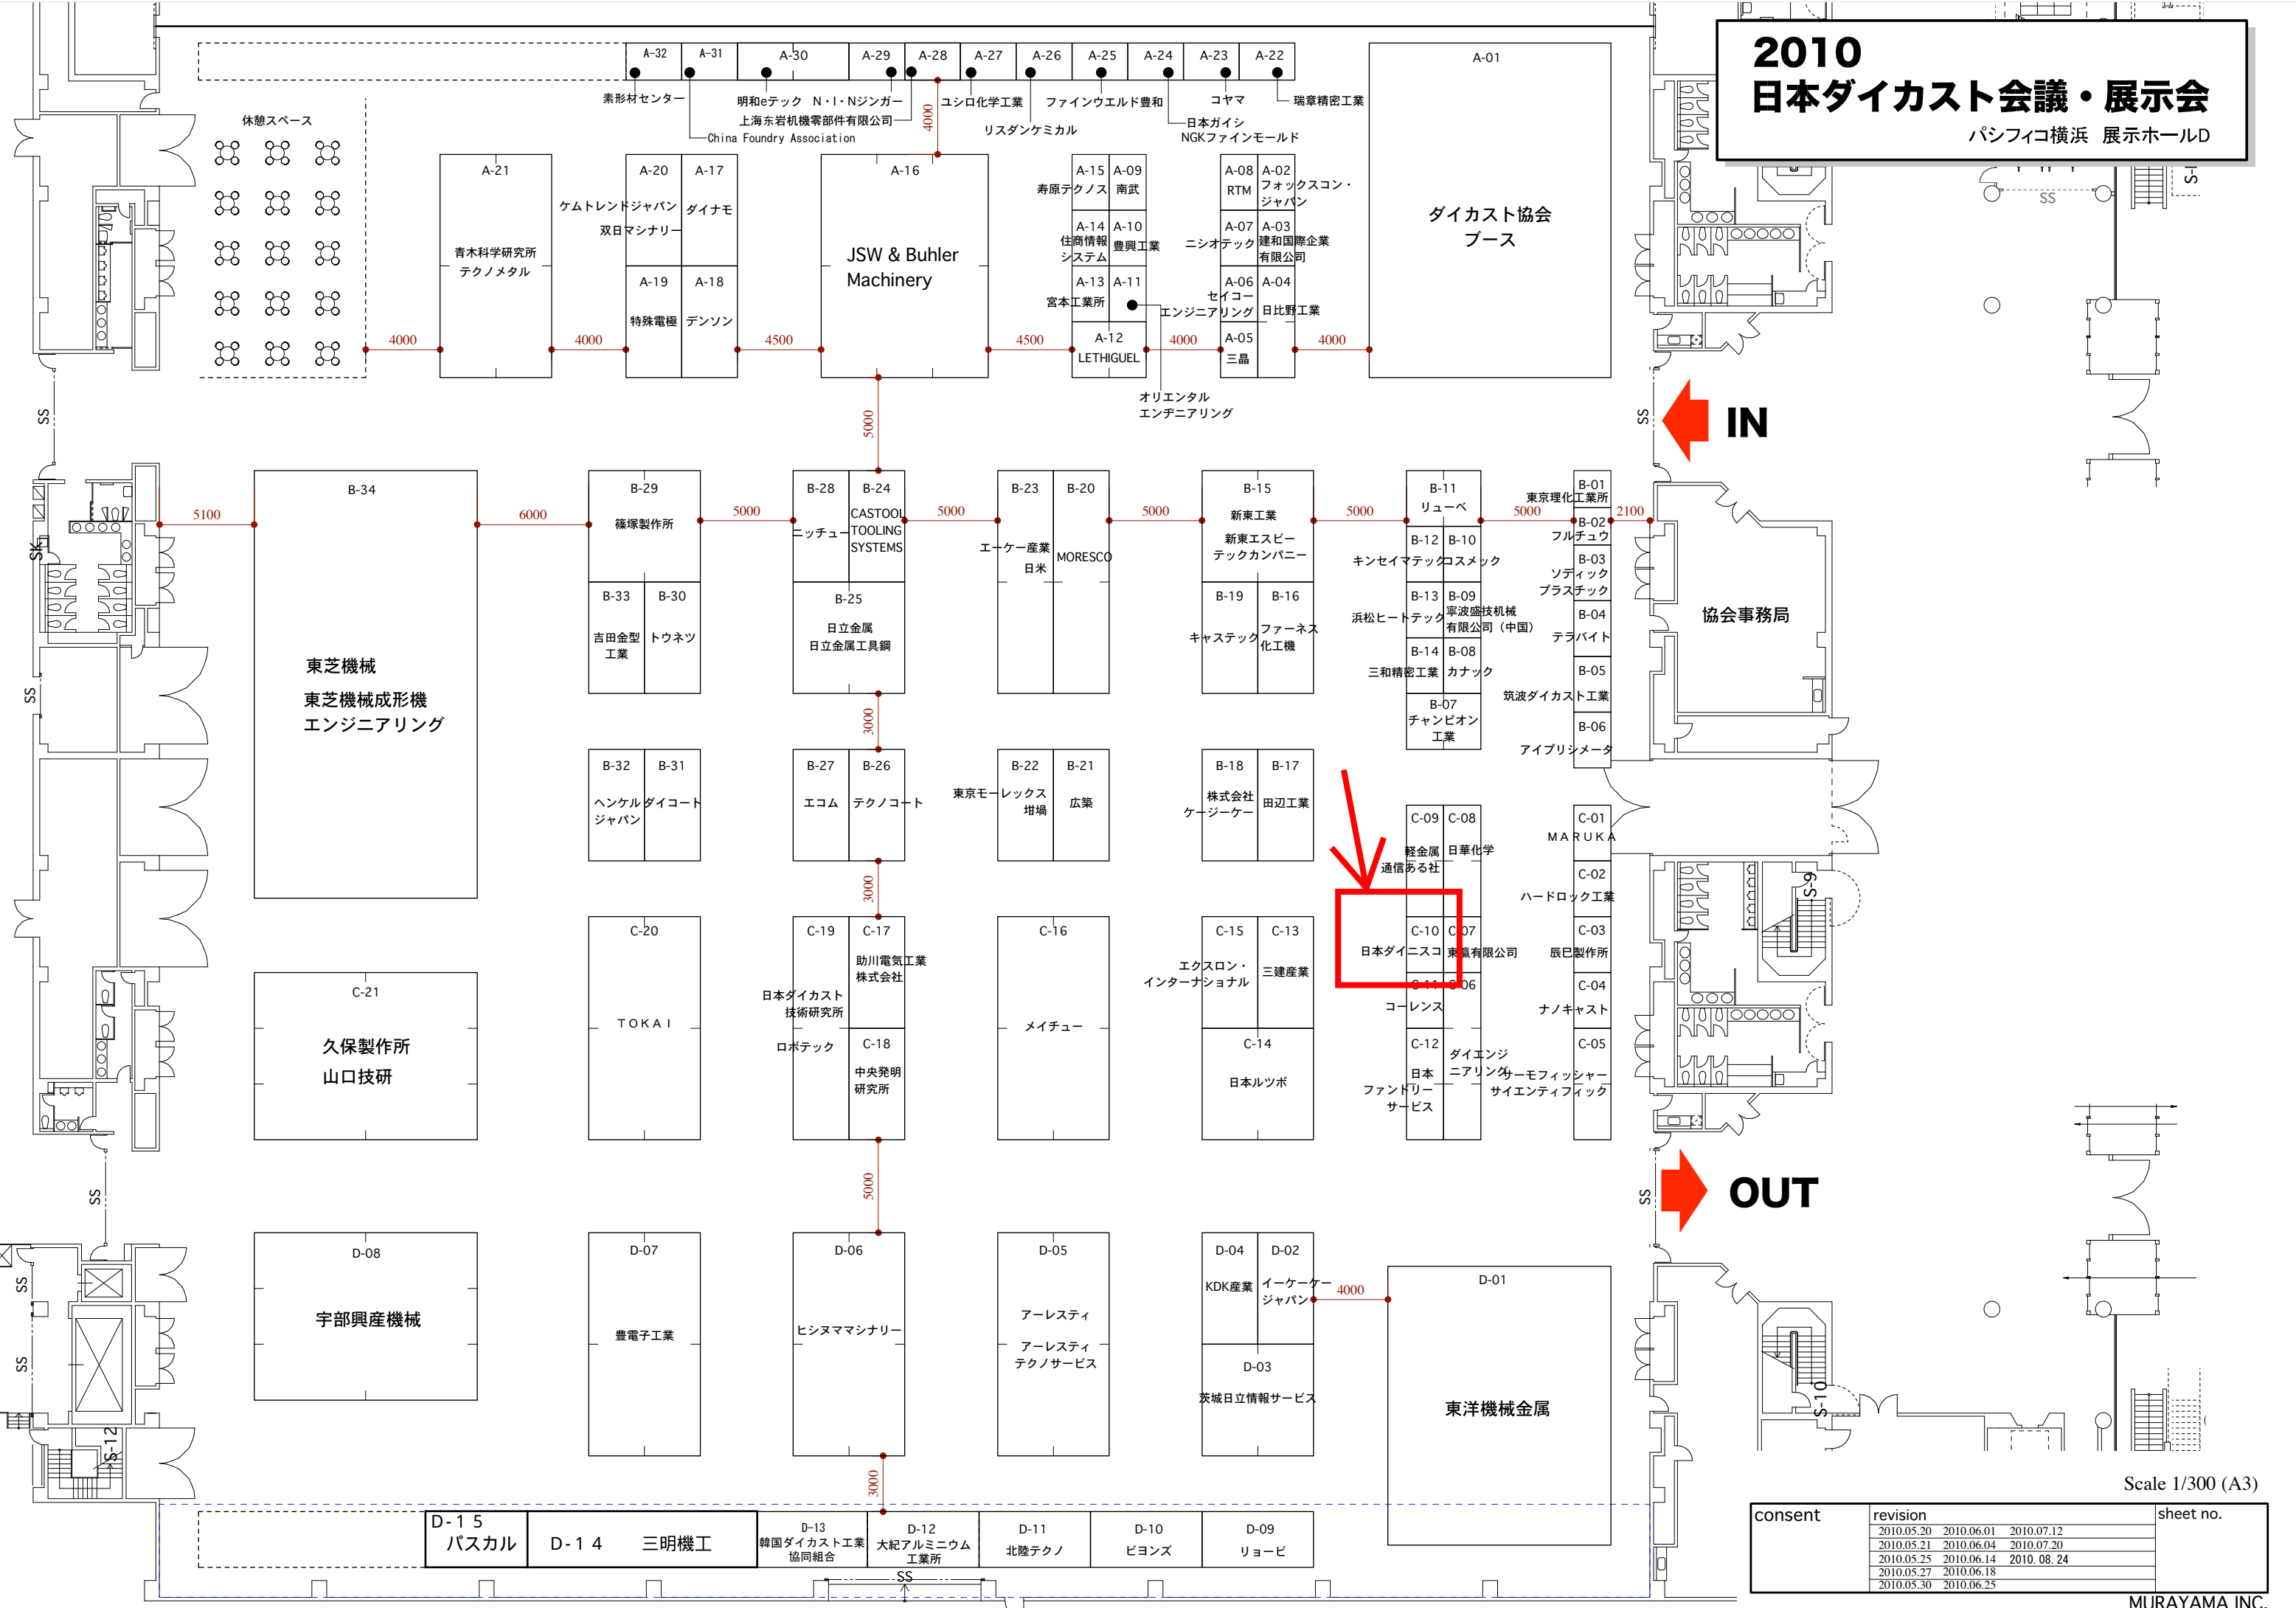 2010
日本ダイカスト会議・展示会
パシフィコ横浜 展示ホールD
A-32
A-31
A-30
A-29
A-28
A-27
A-26
A-25
A-24
A-23
A-22
素形材センター
China Foundry Association
明和eテック
N・I・Nジンガー
上海东岩机機零部件有限公司
ユシロ化学工業
リスダンケミカル
ファインウエルド豊和
日本ガイシ
NGKファインモールド
コヤマ
瑞章精密工業
4000
A-01
ダイカスト協会
ブース
休憩スペース
A-21
青木科学研究所
テクノメタル
A-20
ケムトレンドジャパン
双日マシナリー
A-17
ダイナモ
A-19
特殊電極
A-18
デンソン
A-16
JSW & Buhler
Machinery
A-15
寿原テクノス
A-09
南武
A-14
住商情報
システム
A-10
豊興工業
A-13
宮本工業所
A-11
オリエンタル
エンヂニアリング
A-12
LETHIGUEL
A-08
RTM
A-02
フォックスコン・
ジャパン
A-07
ニシオテック
A-03
建和国際企業
有限公司
A-06
セイコー
エンジニアリング
A-04
日比野工業
A-05
三晶
4000
4000
4500
4500
4000
4000
5000
SS
SS
SS
IN
B-34
東芝機械
東芝機械成形機
エンジニアリング
B-29
篠塚製作所
B-33
吉田金型
工業
B-30
トウネツ
B-28
ニッチュー
B-24
CASTOOL
TOOLING
SYSTEMS
B-25
日立金属
日立金属工具鋼
B-23
エーケー産業
日米
B-20
MORESCO
B-15
新東工業
新東エスビー
テックカンパニー
B-19
キャステック
B-16
ファーネス
化工機
B-11
リューベ
B-12
キンセイマテック
B-10
コスメック
B-13
浜松ヒートテック
B-09
寧波盛技机械
有限公司（中国）
B-14
三和精密工業
B-08
カナック
B-07
チャンピオン
工業
B-01
東京理化工業所
B-02
フルチュウ
B-03
ソディック
プラスチック
B-04
テラバイト
B-05
筑波ダイカスト工業
B-06
アイプリシメータ
協会事務局
5100
6000
5000
5000
5000
5000
5000
2100
3000
SK
SS
B-32
ヘンケル
ジャパン
B-31
ダイコート
B-27
エコム
B-26
テクノコート
B-22
東京モーレックス
坩堝
B-21
広築
B-18
株式会社
ケージーケー
B-17
田辺工業
3000
C-09
軽金属
通信ある社
C-08
日華化学
C-01
MARUKA
C-02
ハードロック工業
C-10
日本ダイニスコ
C-07
東瀛有限公司
C-03
辰巳製作所
C-11
コーレンス
C-06
ダイエンジ
ニアリング
C-04
ナノキャスト
C-12
日本
ファンドリー
サービス
C-05
サーモフィッシャー
サイエンティフィック
C-21
久保製作所
山口技研
C-20
TOKAI
C-19
日本ダイカスト
技術研究所
ロボテック
C-17
助川電気工業
株式会社
C-18
中央発明
研究所
C-16
メイチュー
C-15
エクスロン・
インターナショナル
C-13
三建産業
C-14
日本ルツボ
S-9
5000
SS
SS
OUT
D-08
宇部興産機械
D-07
豊電子工業
D-06
ヒシヌママシナリー
D-05
アーレスティ
アーレスティ
テクノサービス
D-04
KDK産業
D-02
イーケーケー
ジャパン
D-03
茨城日立情報サービス
4000
D-01
東洋機械金属
SS
SS
S-12
S-10
3000
D-15
パスカル
D-14 三明機工
D-13
韓国ダイカスト工業
協同組合
D-12
大紀アルミニウム
工業所
D-11
北陸テクノ
D-10
ビヨンズ
D-09
リョービ
SS
Scale 1/300 (A3)
consent
revision
sheet no.
2010.05.20 2010.06.01 2010.07.12
2010.05.21 2010.06.04 2010.07.20
2010.05.25 2010.06.14 2010.08.24
2010.05.27 2010.06.18
2010.05.30 2010.06.25
MURAYAMA INC.